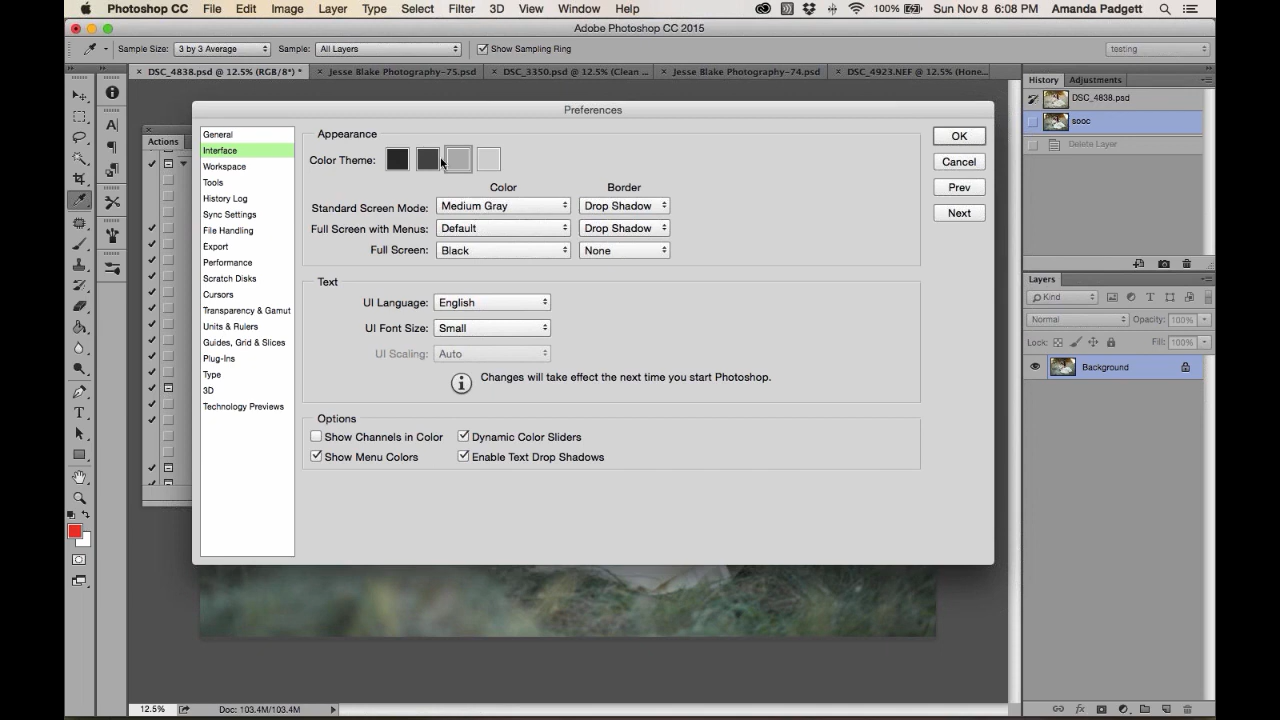 Photoshop CC File Edit Image Layer Type Select Filter 3D View Window Help 100% Sun Nov 8 6:08 PM Amanda Padgett
Adobe Photoshop CC 2015
Sample Size: 3 by 3 Average Sample: All Layers Show Sampling Ring testing
DSC_4838.psd @ 12.5% (RGB/8*) * Jesse Blake Photography-75.psd DSC_3350.psd @ 12.5% (Clean ... Jesse Blake Photography-74.psd DSC_4923.NEF @ 12.5% (Hone...
History Adjustments
DSC_4838.psd
sooc
Delete Layer
Actions
Preferences
General
Interface
Workspace
Tools
History Log
Sync Settings
File Handling
Export
Performance
Scratch Disks
Cursors
Transparency & Gamut
Units & Rulers
Guides, Grid & Slices
Plug-Ins
Type
3D
Technology Previews
Appearance
Color Theme:
Color Border
Standard Screen Mode: Medium Gray Drop Shadow
Full Screen with Menus: Default Drop Shadow
Full Screen: Black None
Text
UI Language: English
UI Font Size: Small
UI Scaling: Auto
Changes will take effect the next time you start Photoshop.
Options
Show Channels in Color Dynamic Color Sliders
Show Menu Colors Enable Text Drop Shadows
OK
Cancel
Prev
Next
Layers
Kind
Normal Opacity: 100%
Lock: Fill: 100%
Background
12.5% Doc: 103.4M/103.4M